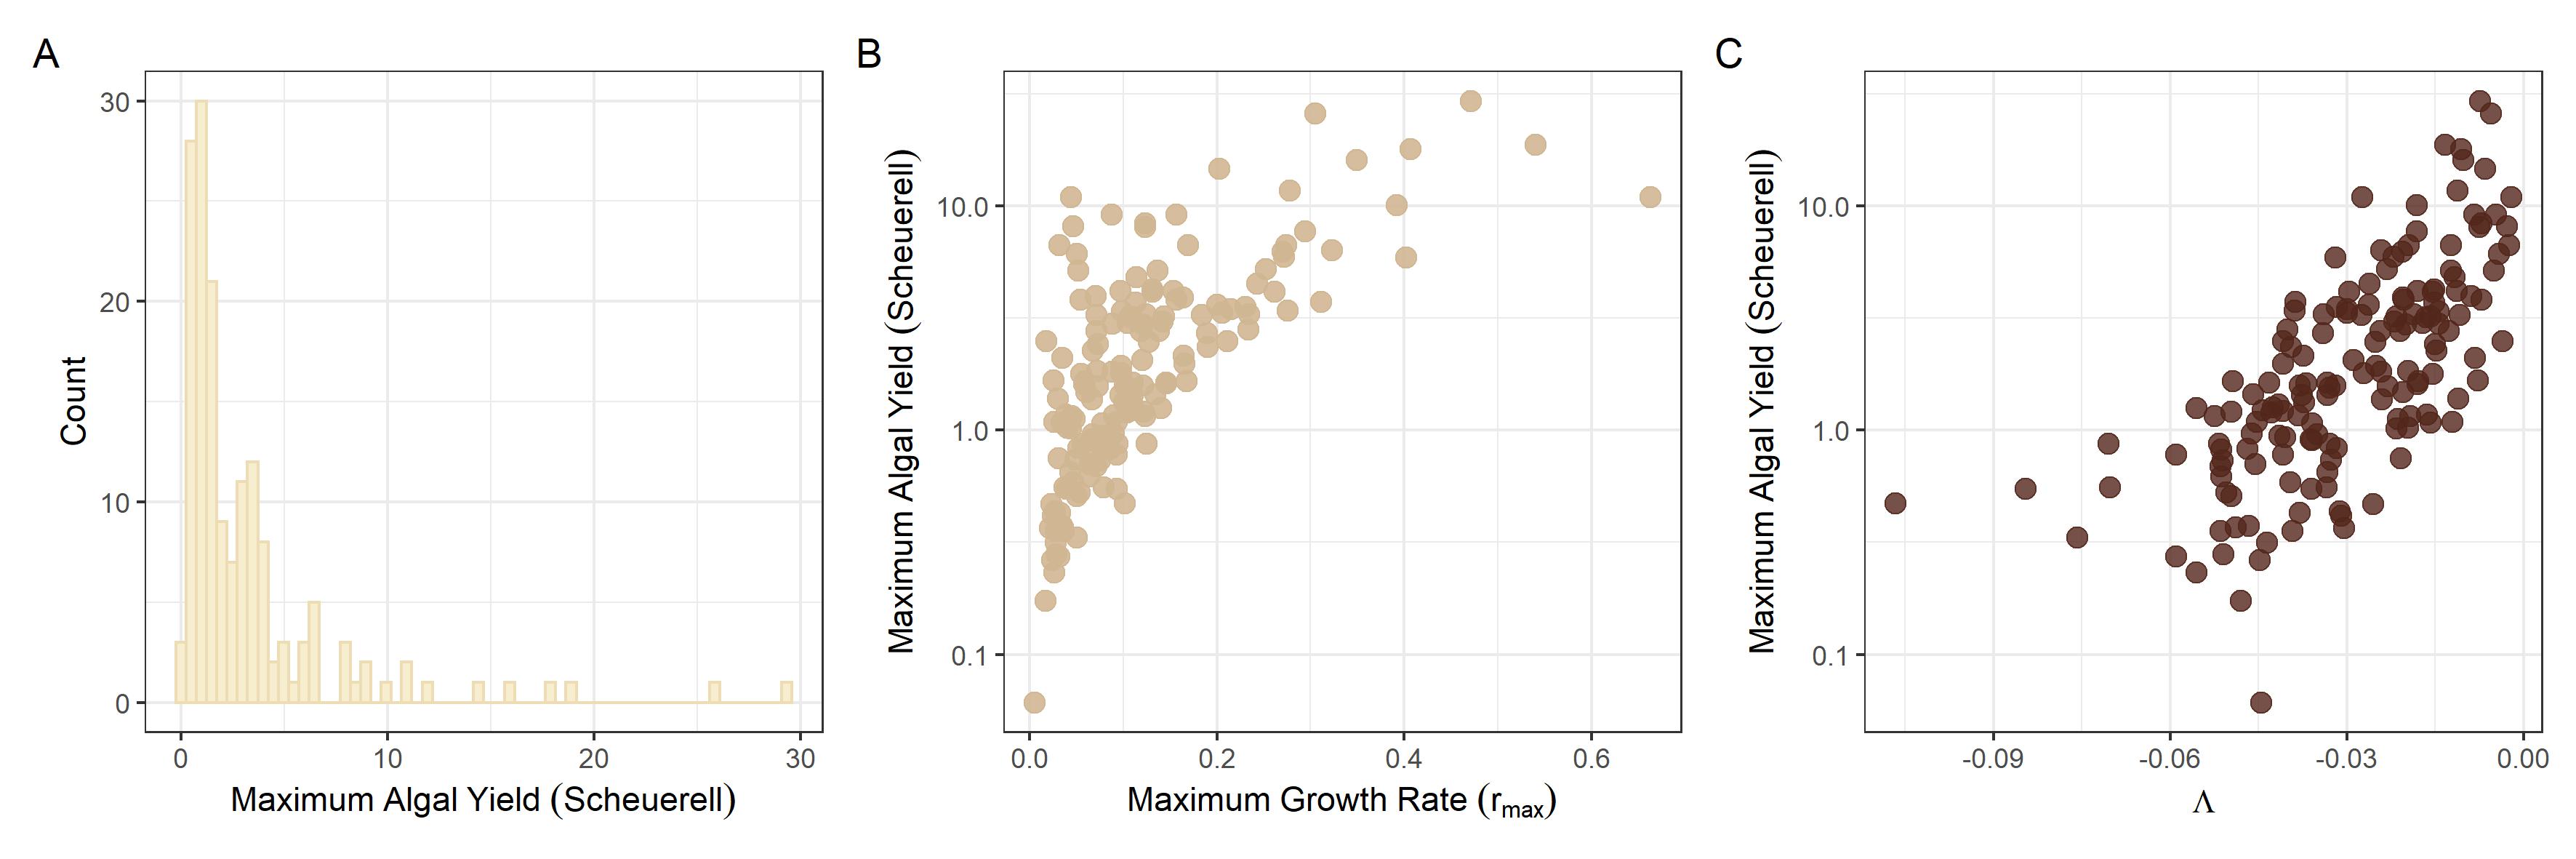 A
B
C
Count
30
20
10
0
0
10
20
30
Maximum Algal Yield (Scheuerell)
Maximum Algal Yield (Scheuerell)
10.0
1.0
0.1
0.0
0.2
0.4
0.6
Maximum Growth Rate (rmax)
Maximum Algal Yield (Scheuerell)
10.0
1.0
0.1
-0.09
-0.06
-0.03
0.00
Λ